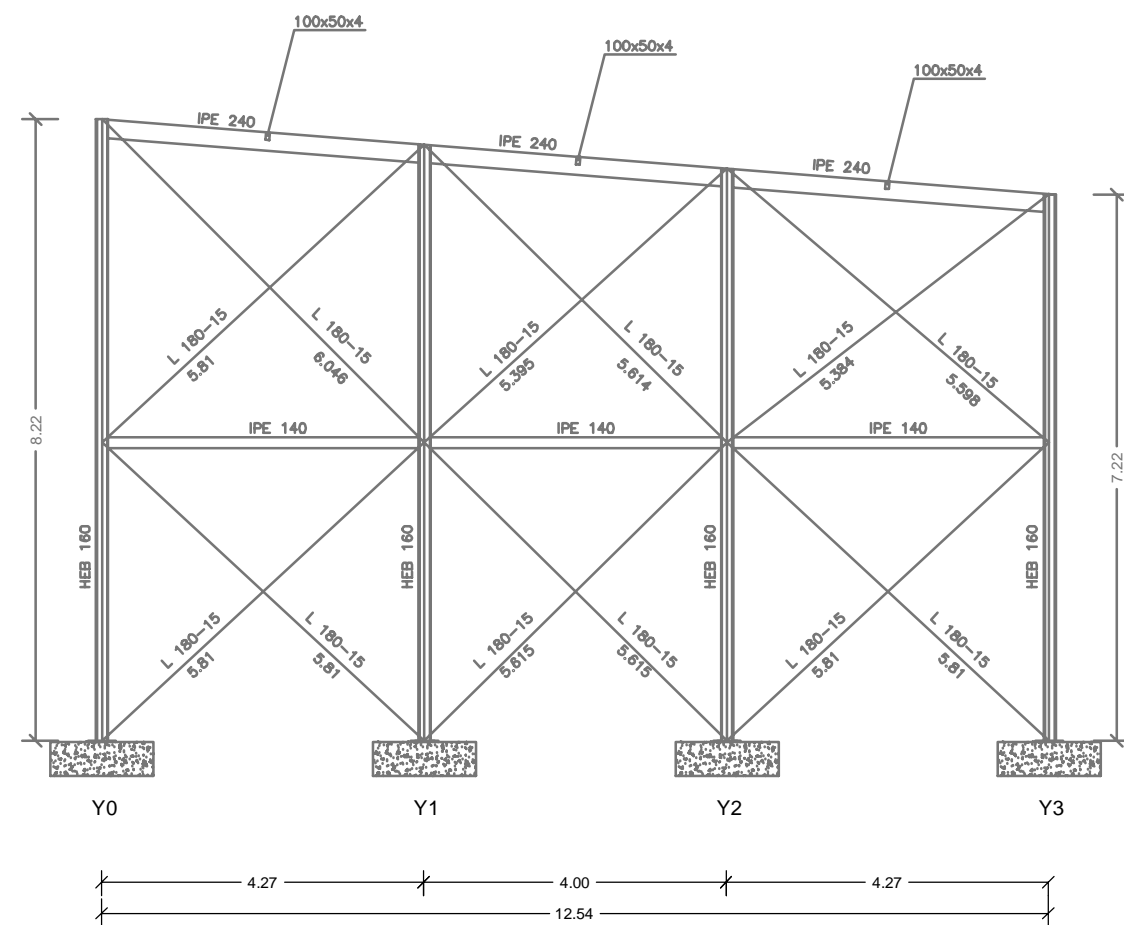 100x50x4
100x50x4
100x50x4
IPE 240
IPE 240
IPE 240
L 180-15
5.81
L 180-15
6.046
L 180-15
5.395
L 180-15
5.614
L 180-15
5.384
L 180-15
5.598
8.22
7.22
IPE 140
IPE 140
IPE 140
HEB 160
HEB 160
HEB 160
HEB 160
L 180-15
5.81
L 180-15
5.81
L 180-15
5.615
L 180-15
5.615
L 180-15
5.81
L 180-15
5.81
Y0
Y1
Y2
Y3
4.27
4.00
4.27
12.54